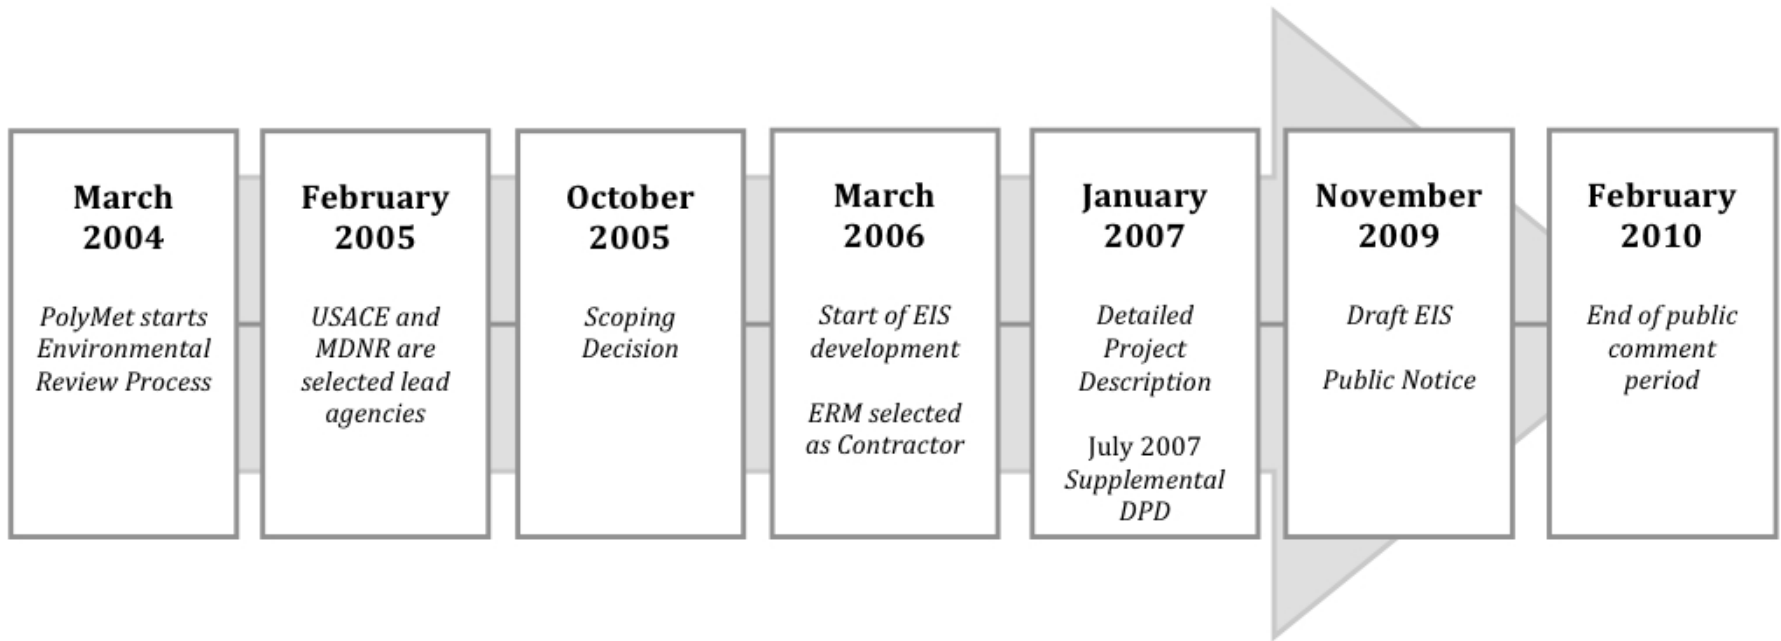 March
2004
PolyMet starts
Environmental
Review Process
February
2005
USACE and
MDNR are
selected lead
agencies
October
2005
Scoping
Decision
March
2006
Start of EIS
development
ERM selected
as Contractor
January
2007
Detailed
Project
Description
July 2007
Supplemental
DPD
November
2009
Draft EIS
Public Notice
February
2010
End of public
comment
period